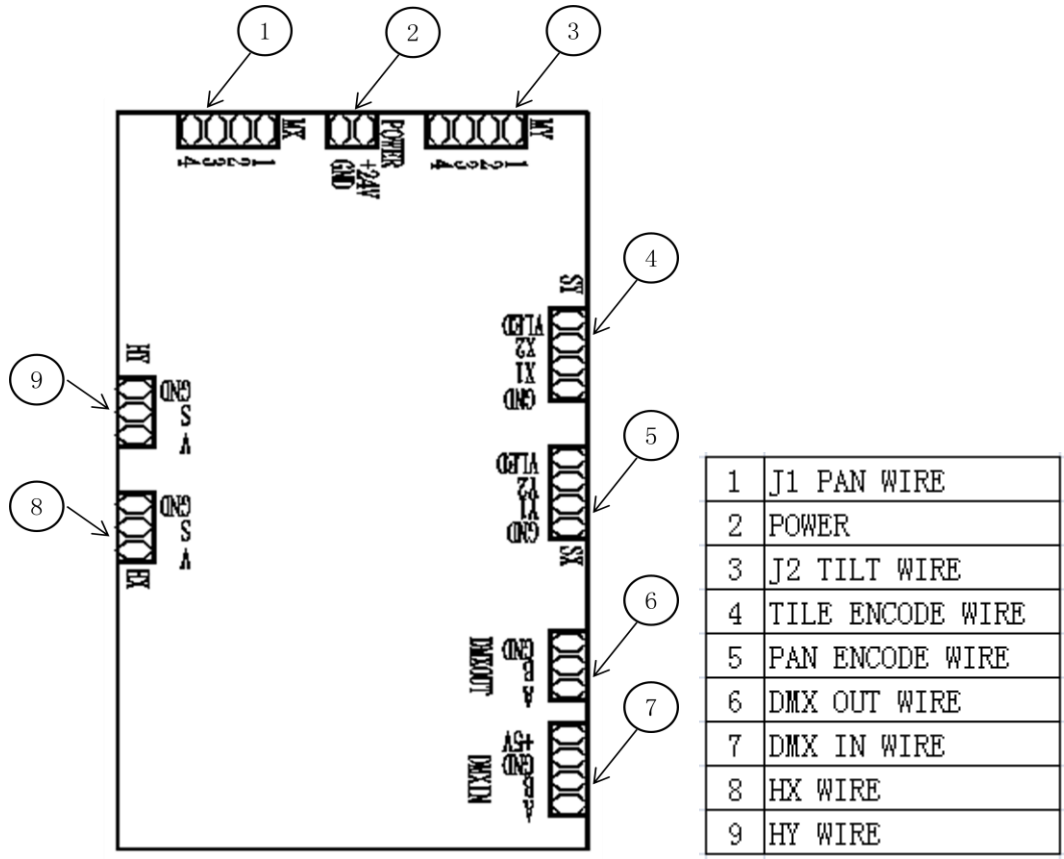 1
2
3
MX
POWER
MY
4 3 2 1
GND
+24V
4 3 2 1
4
SY
VLED
X2
X1
GND
9
HY
GND
S
V
5
VLED
Y2
Y1
GND
SX
8
GND
S
V
HX
6
DMXOUT
GND
B
A
7
DMXIN
+5V
GND
B
A
1 J1 PAN WIRE
2 POWER
3 J2 TILT WIRE
4 TILE ENCODE WIRE
5 PAN ENCODE WIRE
6 DMX OUT WIRE
7 DMX IN WIRE
8 HX WIRE
9 HY WIRE